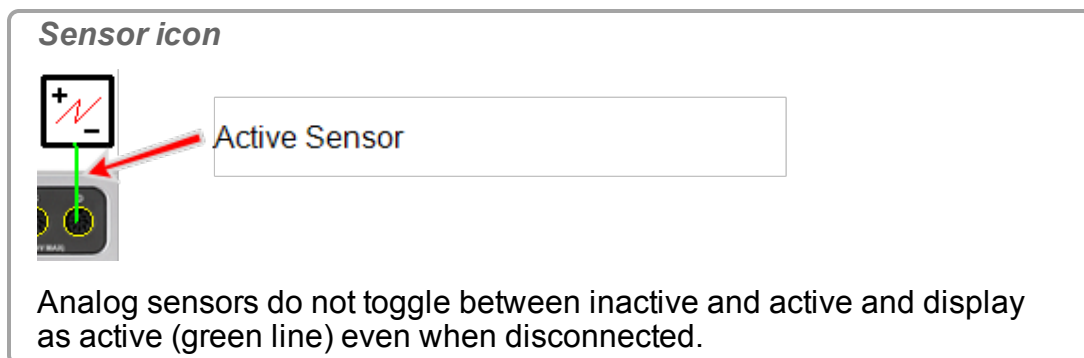 Sensor icon
Active Sensor
Analog sensors do not toggle between inactive and active and display
as active (green line) even when disconnected.